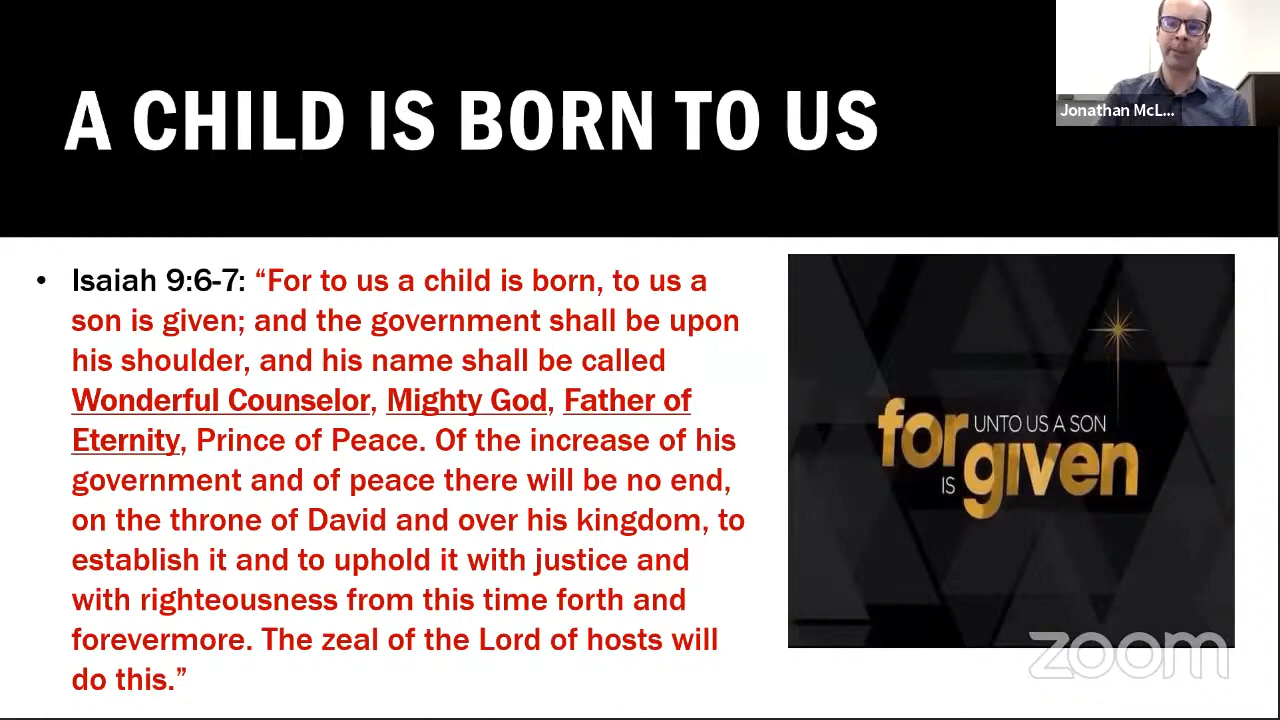 A CHILD IS BORN TO US
Jonathan McL...
• Isaiah 9:6-7: “For to us a child is born, to us a
son is given; and the government shall be upon
his shoulder, and his name shall be called
Wonderful Counselor, Mighty God, Father of
Eternity, Prince of Peace. Of the increase of his
government and of peace there will be no end,
on the throne of David and over his kingdom, to
establish it and to uphold it with justice and
with righteousness from this time forth and
forevermore. The zeal of the Lord of hosts will
do this.”
for UNTO US A SON
IS given
zoom